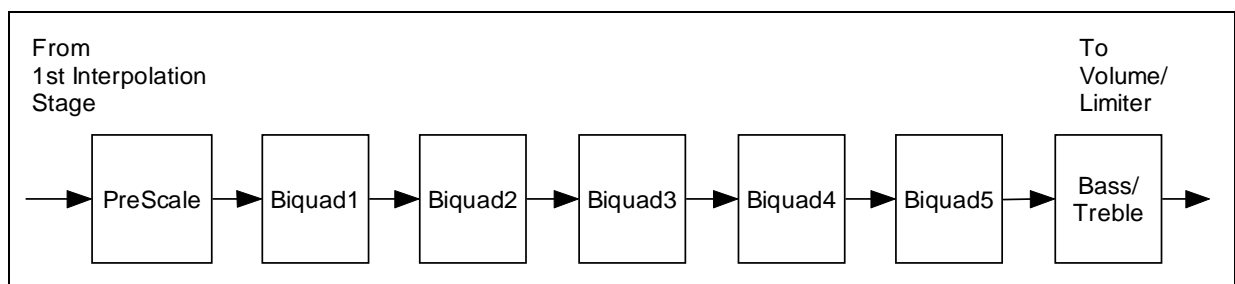 From
1st Interpolation
Stage
To
Volume/
Limiter
PreScale
Biquad1
Biquad2
Biquad3
Biquad4
Biquad5
Bass/
Treble